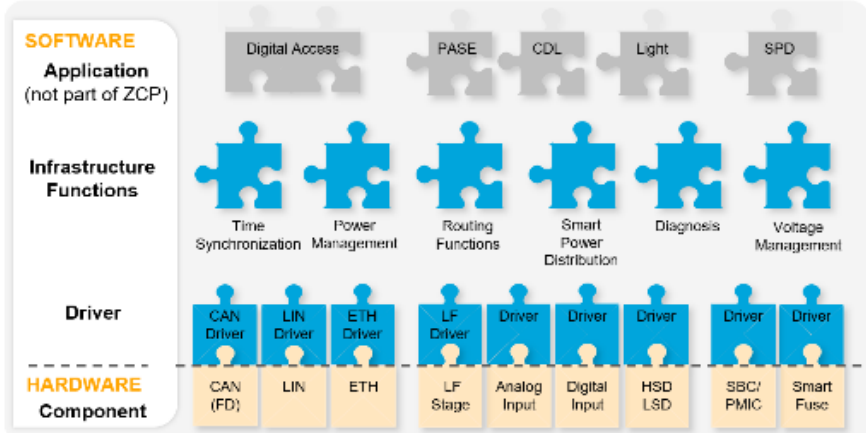 SOFTWARE
Application
(not part of ZCP)
Digital Access
PASE
CDL
Light
SPD
Infrastructure
Functions
Time
Synchronization
Power
Management
Routing
Functions
Smart
Power
Distribution
Diagnosis
Voltage
Management
Driver
CAN
Driver
LIN
Driver
ETH
Driver
LF
Driver
Driver
Driver
Driver
Driver
Driver
HARDWARE
Component
CAN
(FD)
LIN
ETH
LF
Stage
Analog
Input
Digital
Input
HSD
LSD
SBC/
PMIC
Smart
Fuse